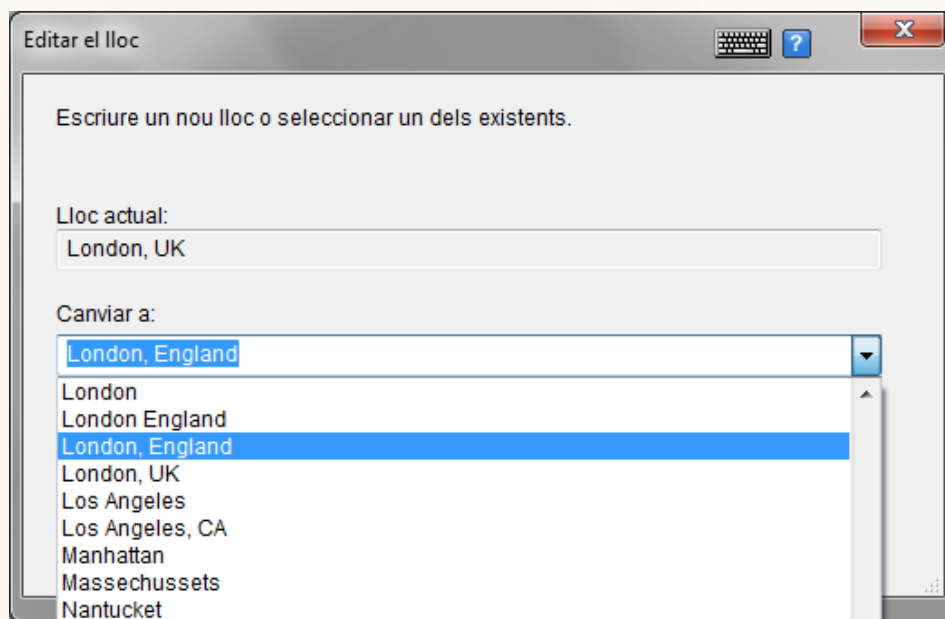 Editar el lloc
?
x
Escriure un nou lloc o seleccionar un dels existents.
Lloc actual:
London, UK
Canviar a:
London, England
London
London England
London, England
London, UK
Los Angeles
Los Angeles, CA
Manhattan
Massechussets
Nantucket